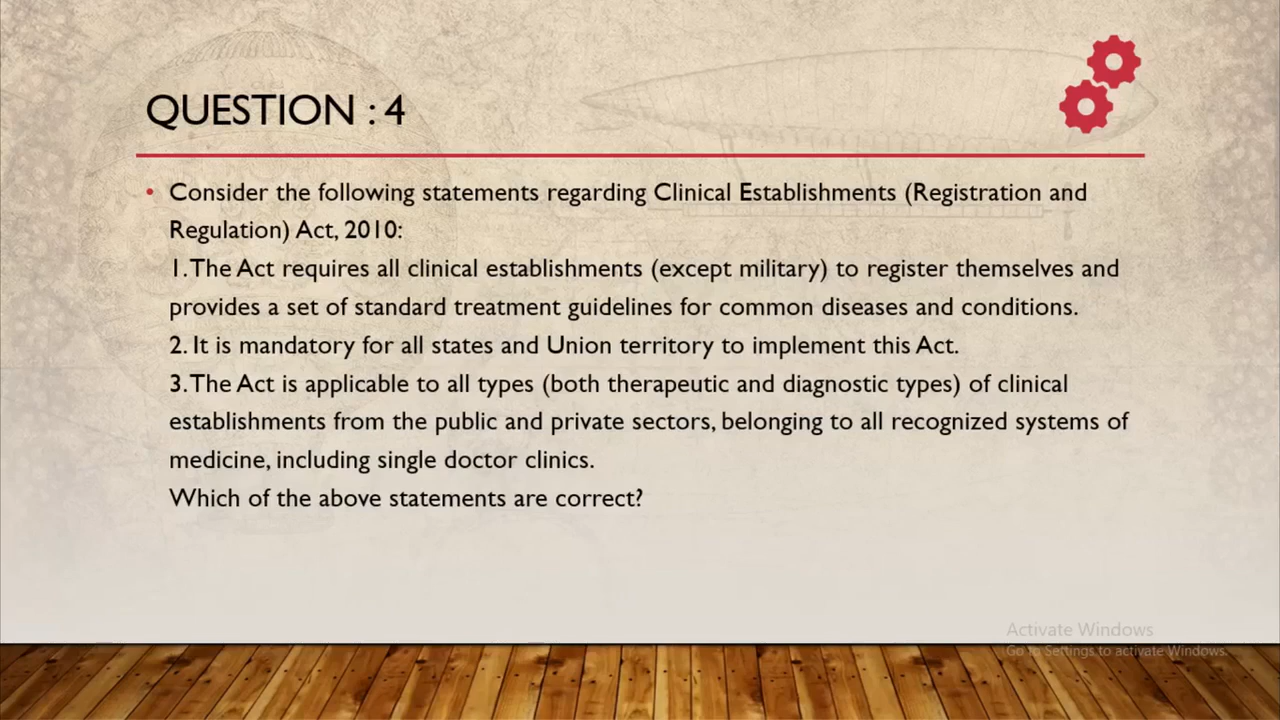 QUESTION : 4
• Consider the following statements regarding Clinical Establishments (Registration and
Regulation) Act, 2010:
1. The Act requires all clinical establishments (except military) to register themselves and
provides a set of standard treatment guidelines for common diseases and conditions.
2. It is mandatory for all states and Union territory to implement this Act.
3. The Act is applicable to all types (both therapeutic and diagnostic types) of clinical
establishments from the public and private sectors, belonging to all recognized systems of
medicine, including single doctor clinics.
Which of the above statements are correct?
Activate Windows
Go to Settings to activate Windows.